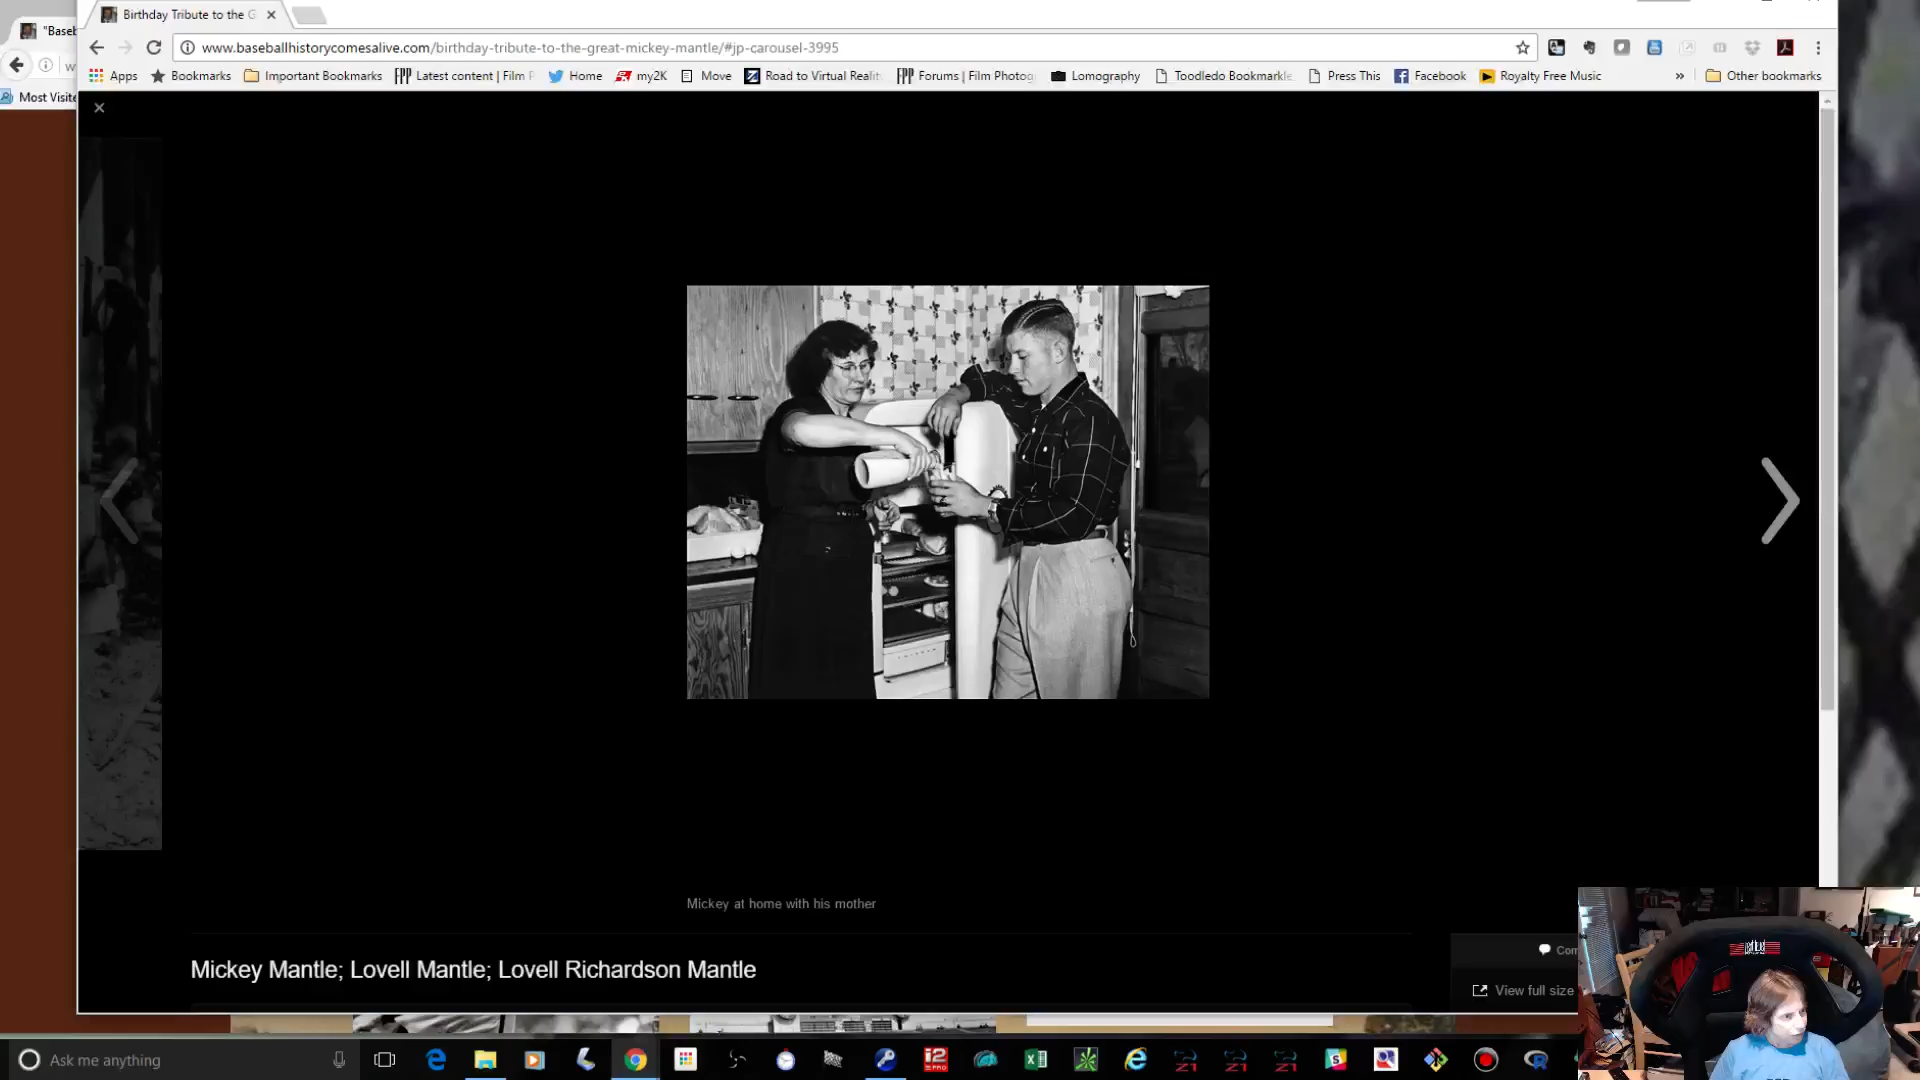 Birthday Tribute to the G
"Baseb
www.baseballhistorycomesalive.com/birthday-tribute-to-the-great-mickey-mantle/#jp-carousel-3995
w
Apps
Bookmarks
Important Bookmarks
Latest content | Film P
Home
my2K
Move
Road to Virtual Realit
Forums | Film Photog
Lomography
Toodledo Bookmarkle
Press This
Facebook
Royalty Free Music
»
Other bookmarks
Most Visite
Mickey at home with his mother
Mickey Mantle; Lovell Mantle; Lovell Richardson Mantle
Com
View full size
Ask me anything